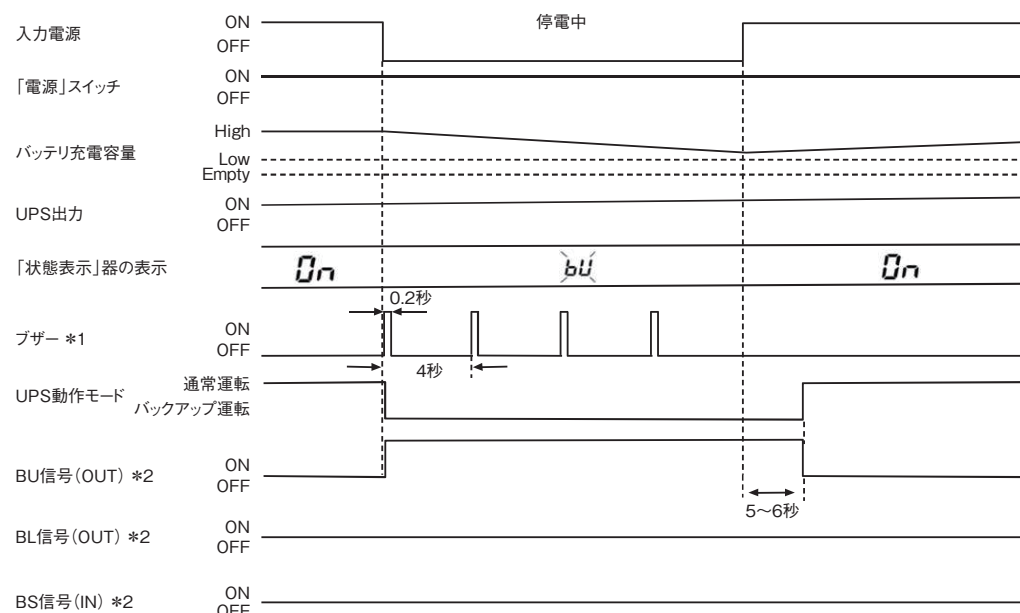 入力電源 ON 停電中
OFF
「電源」スイッチ ON
OFF
バッテリ充電容量 High
Low
Empty
UPS出力 ON
OFF
「状態表示」器の表示 On bU On
0.2秒
ブザー *1 ON
OFF
4秒
UPS動作モード 通常運転
バックアップ運転
BU信号(OUT) *2 ON
OFF
5~6秒
BL信号(OUT) *2 ON
OFF
BS信号(IN) *2 ON
OFF